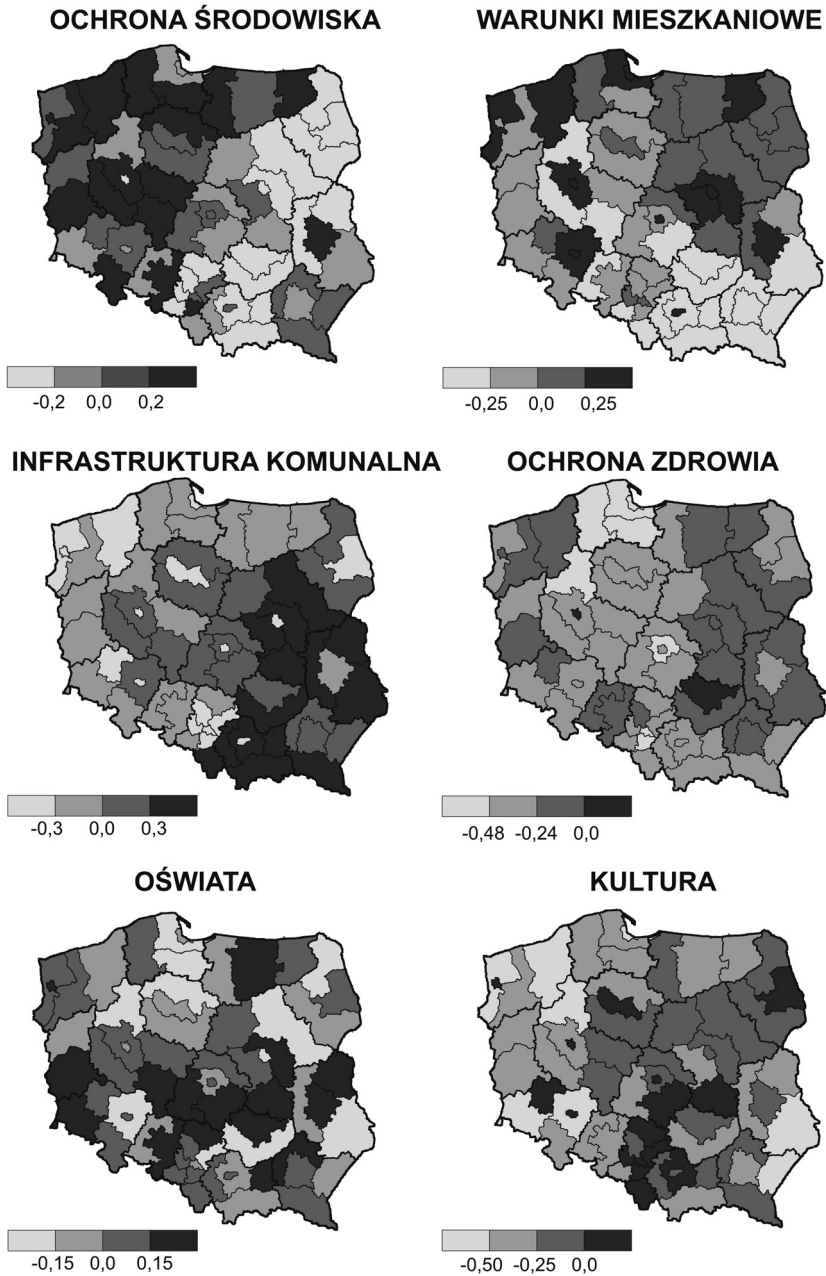 OCHRONA ŚRODOWISKA
WARUNKI MIESZKANIOWE
-0,2 0,0 0,2
-0,25 0,0 0,25
INFRASTRUKTURA KOMUNALNA
OCHRONA ZDROWIA
-0,3 0,0 0,3
-0,48 -0,24 0,0
OŚWIATA
KULTURA
-0,15 0,0 0,15
-0,50 -0,25 0,0